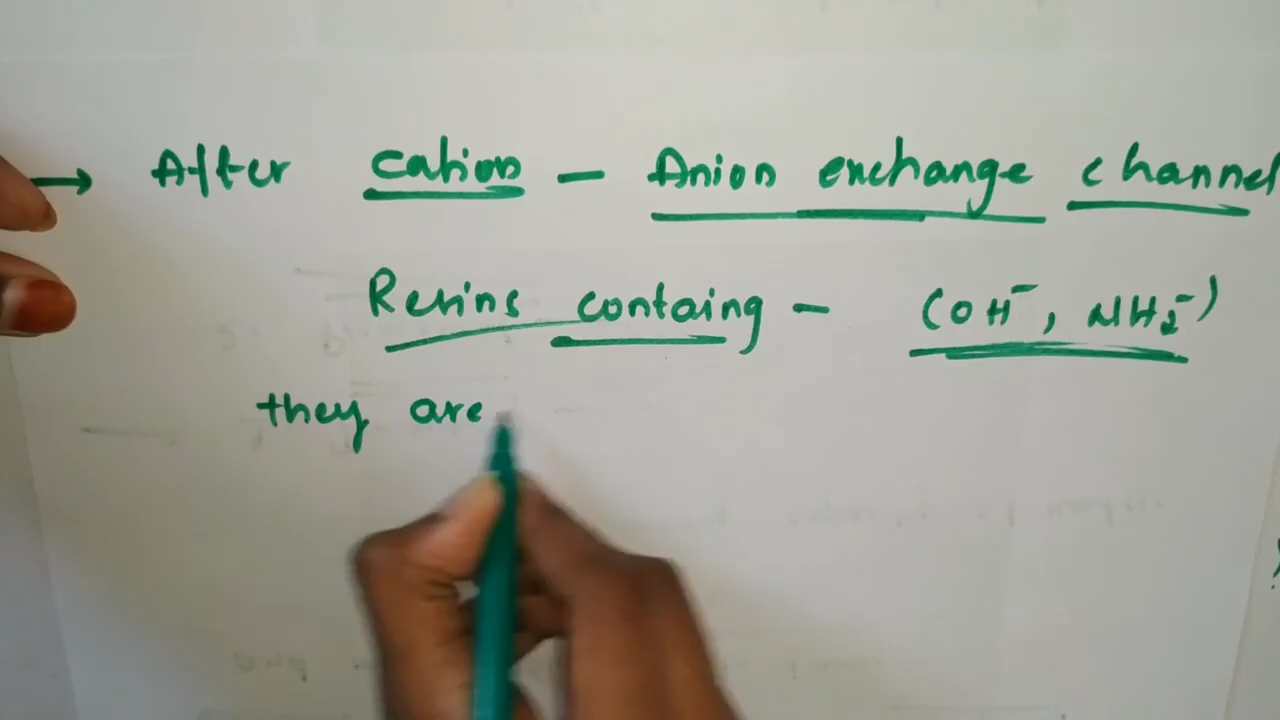 → After cation - Anion exchange channel
Resins containg - (OH⁻, NH₂⁻)
they are